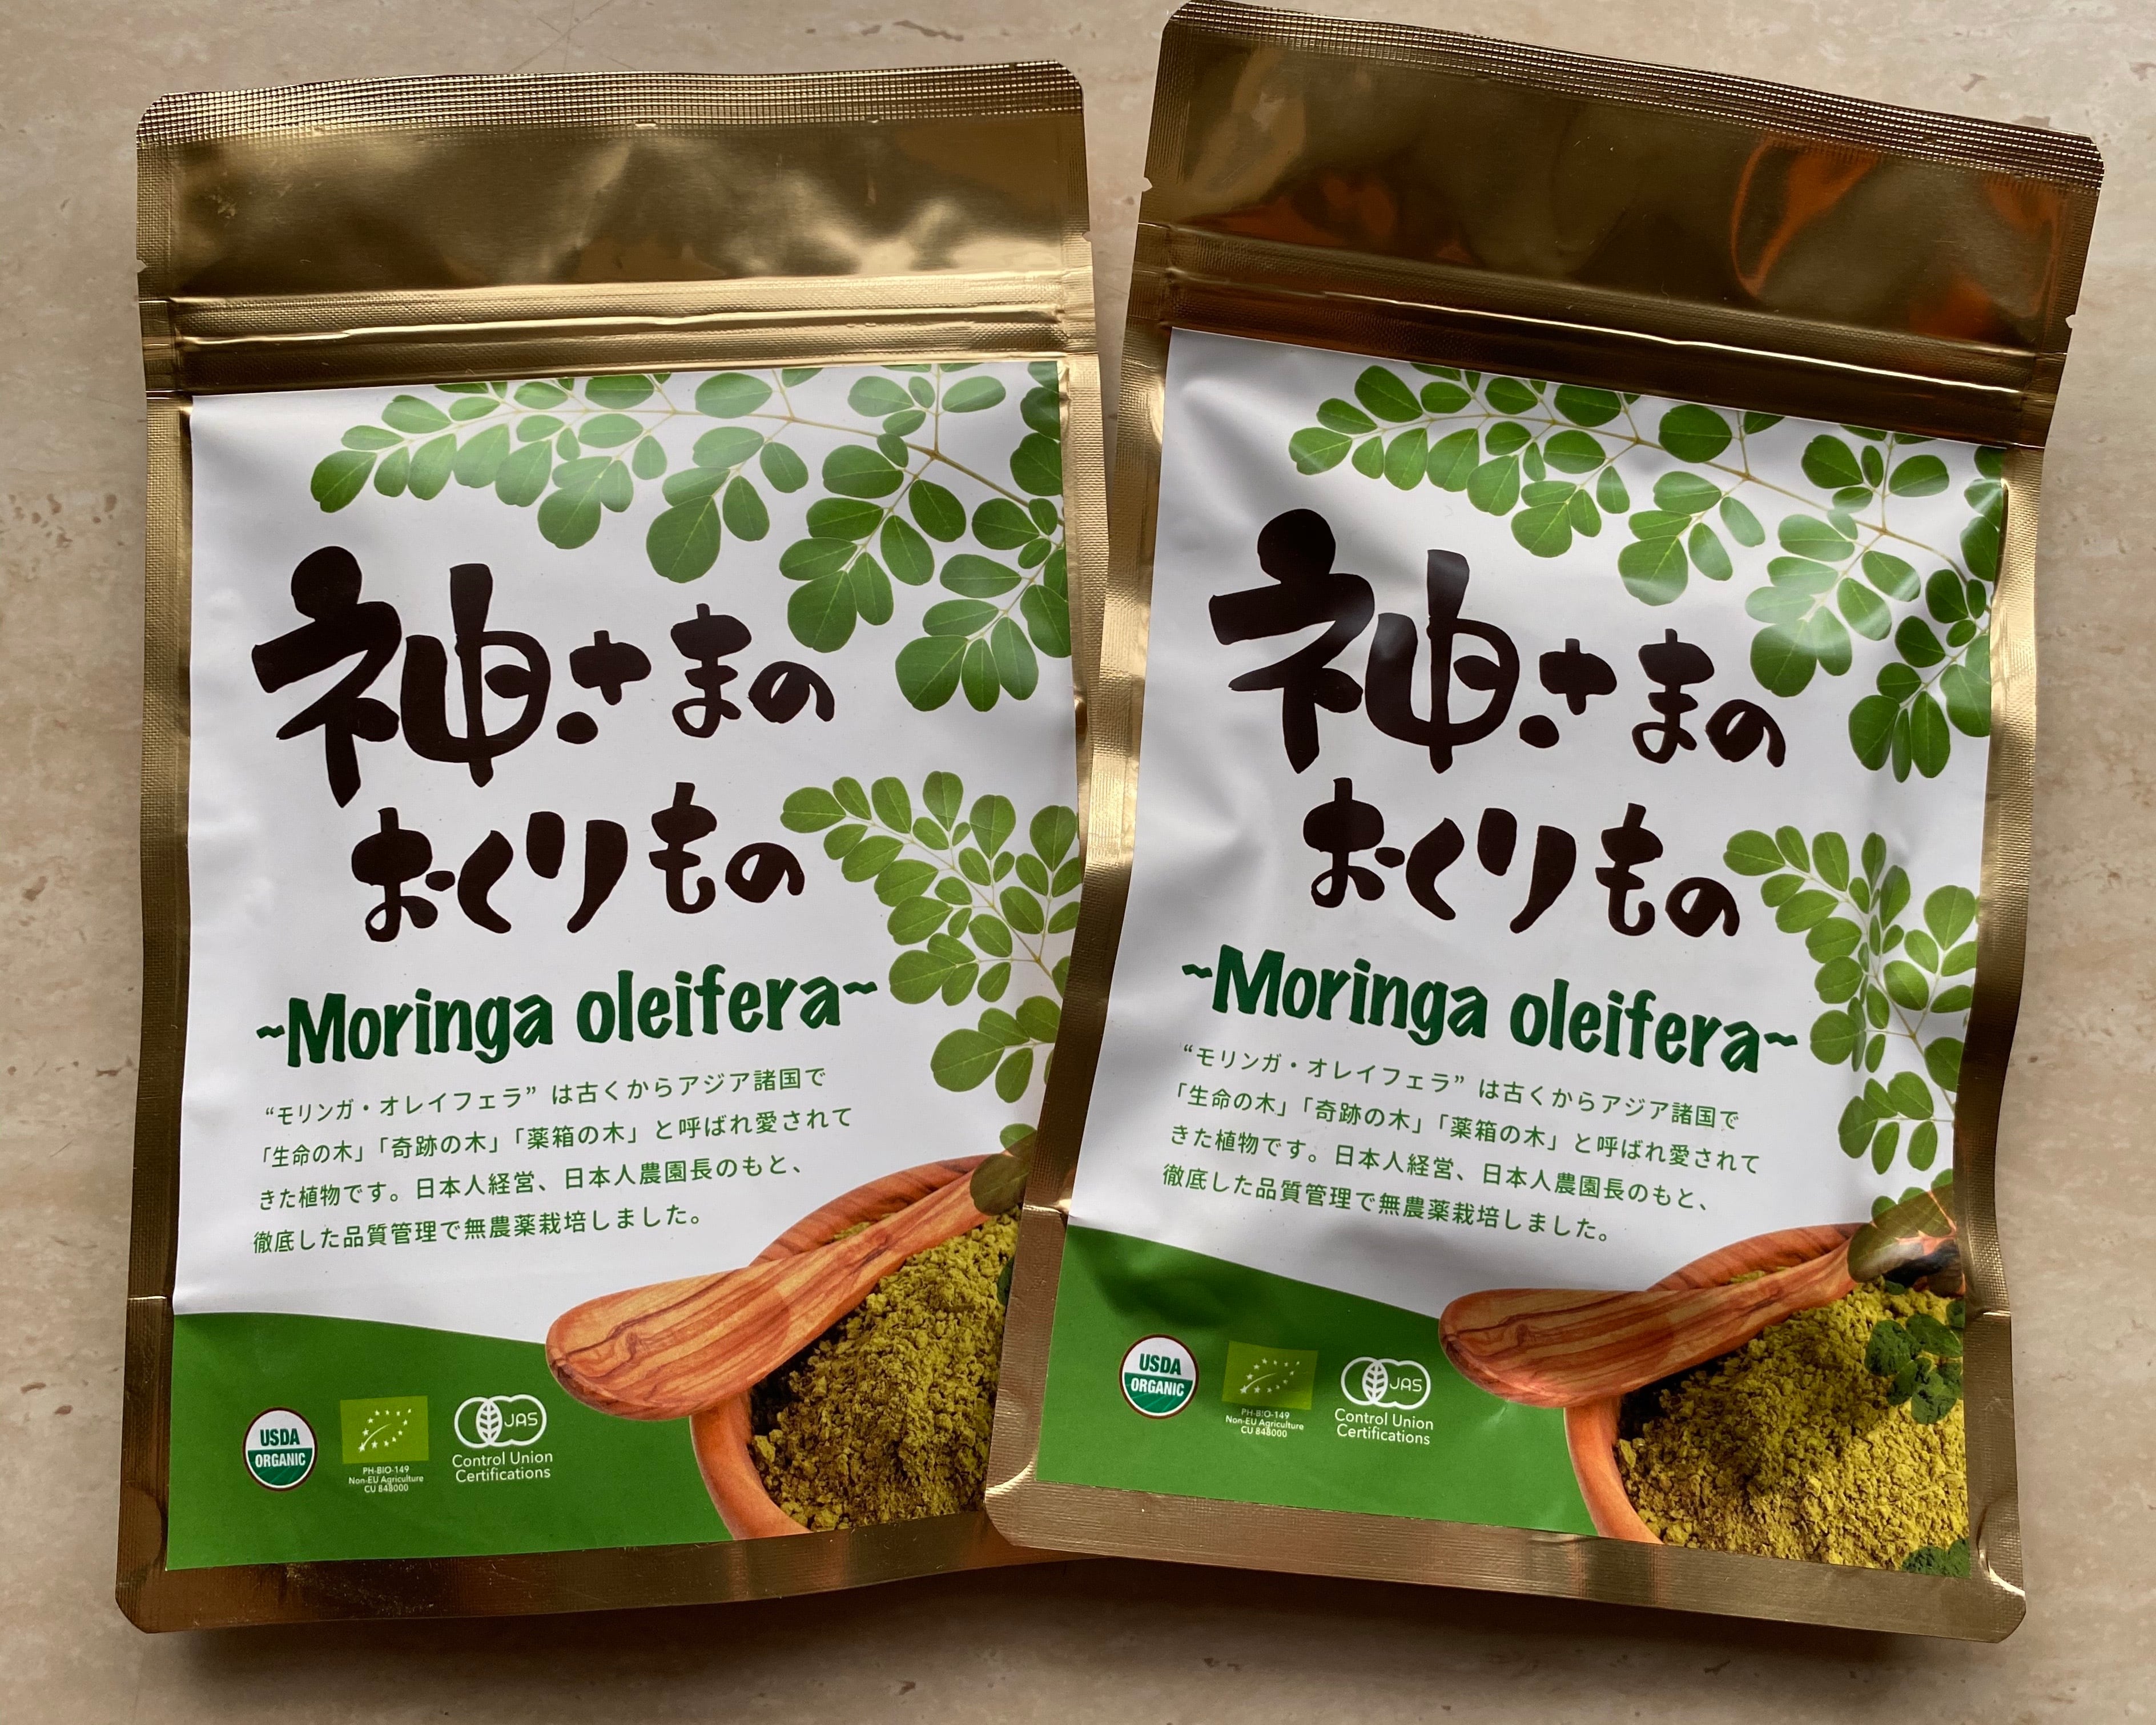 神さまの
おくりもの
~Moringa oleifera~
“モリンガ・オレイフェラ” は古くからアジア諸国で
「生命の木」「奇跡の木」「薬箱の木」と呼ばれ愛されて
きた植物です。日本人経営、日本人農園長のもと、
徹底した品質管理で無農薬栽培しました。
USDA
ORGANIC
PH-BIO-149
Non-EU Agriculture
CU 848000
JAS
Control Union
Certifications
神さまの
おくりもの
~Moringa oleifera~
“モリンガ・オレイフェラ” は古くからアジア諸国で
「生命の木」「奇跡の木」「薬箱の木」と呼ばれ愛されて
きた植物です。日本人経営、日本人農園長のもと、
徹底した品質管理で無農薬栽培しました。
USDA
ORGANIC
PH-BIO-149
Non-EU Agriculture
CU 848000
JAS
Control Union
Certifications